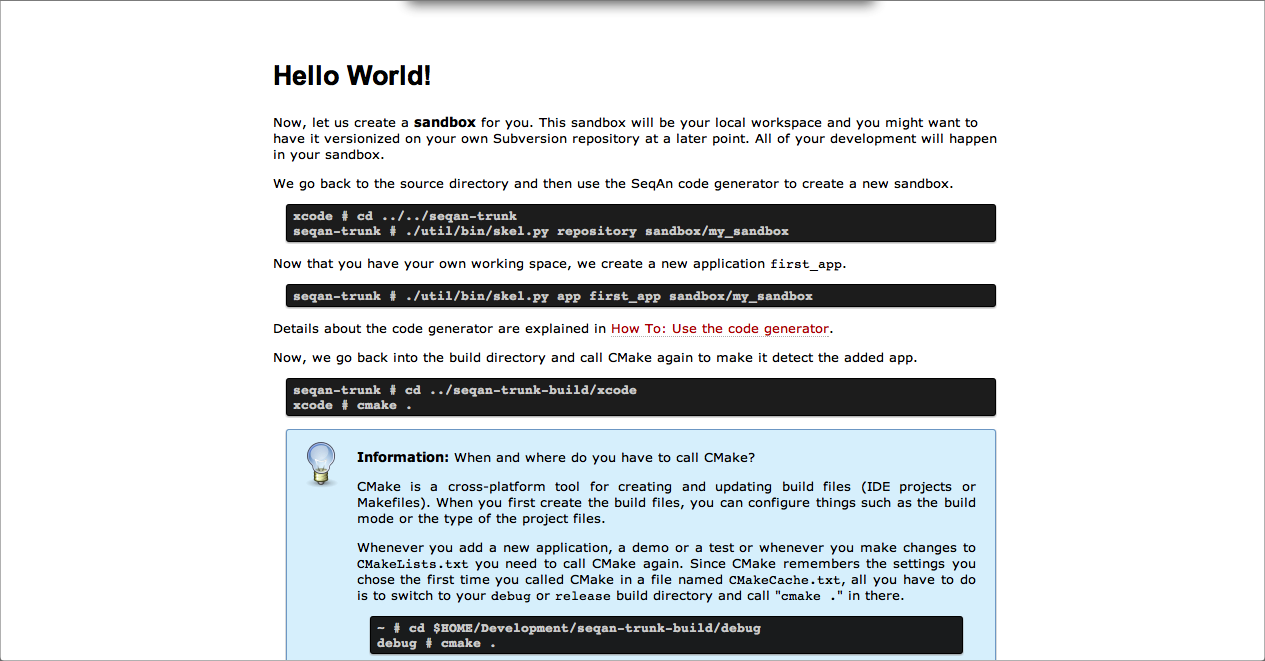 Hello World!
Now, let us create a sandbox for you. This sandbox will be your local workspace and you might want to
have it versionized on your own Subversion repository at a later point. All of your development will happen
in your sandbox.
We go back to the source directory and then use the SeqAn code generator to create a new sandbox.
xcode # cd ../../seqan-trunk
seqan-trunk # ./util/bin/skel.py repository sandbox/my_sandbox
Now that you have your own working space, we create a new application first_app.
seqan-trunk # ./util/bin/skel.py app first_app sandbox/my_sandbox
Details about the code generator are explained in How To: Use the code generator.
Now, we go back into the build directory and call CMake again to make it detect the added app.
seqan-trunk # cd ../seqan-trunk-build/xcode
xcode # cmake .
Information: When and where do you have to call CMake?
CMake is a cross-platform tool for creating and updating build files (IDE projects or
Makefiles). When you first create the build files, you can configure things such as the build
mode or the type of the project files.
Whenever you add a new application, a demo or a test or whenever you make changes to
CMakeLists.txt you need to call CMake again. Since CMake remembers the settings you
chose the first time you called CMake in a file named CMakeCache.txt, all you have to do
is to switch to your debug or release build directory and call "cmake ." in there.
~ # cd $HOME/Development/seqan-trunk-build/debug
debug # cmake .